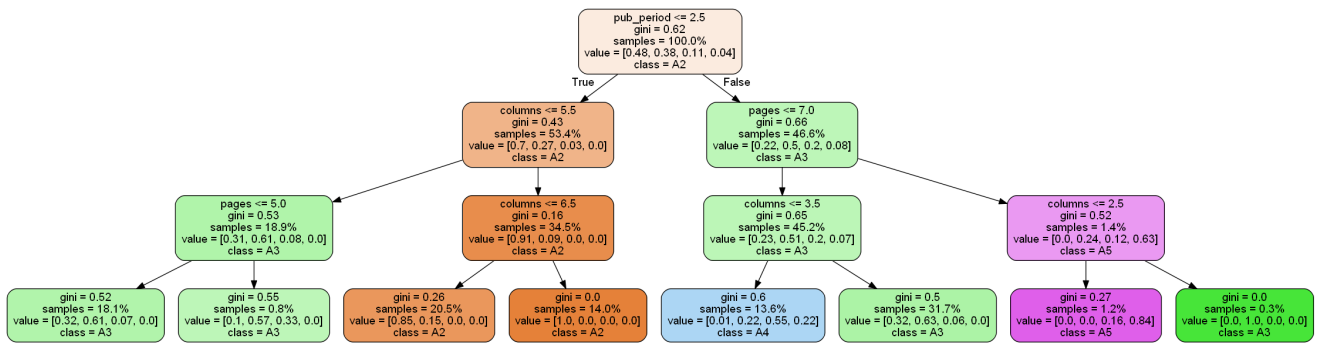 pub_period <= 2.5
gini = 0.62
samples = 100.0%
value = [0.48, 0.38, 0.11, 0.04]
class = A2
True
False
columns <= 5.5
gini = 0.43
samples = 53.4%
value = [0.7, 0.27, 0.03, 0.0]
class = A2
pages <= 7.0
gini = 0.66
samples = 46.6%
value = [0.22, 0.5, 0.2, 0.08]
class = A3
pages <= 5.0
gini = 0.53
samples = 18.9%
value = [0.31, 0.61, 0.08, 0.0]
class = A3
columns <= 6.5
gini = 0.16
samples = 34.5%
value = [0.91, 0.09, 0.0, 0.0]
class = A2
columns <= 3.5
gini = 0.65
samples = 45.2%
value = [0.23, 0.51, 0.2, 0.07]
class = A3
columns <= 2.5
gini = 0.52
samples = 1.4%
value = [0.0, 0.24, 0.12, 0.63]
class = A5
gini = 0.52
samples = 18.1%
value = [0.32, 0.61, 0.07, 0.0]
class = A3
gini = 0.55
samples = 0.8%
value = [0.1, 0.57, 0.33, 0.0]
class = A3
gini = 0.26
samples = 20.5%
value = [0.85, 0.15, 0.0, 0.0]
class = A2
gini = 0.0
samples = 14.0%
value = [1.0, 0.0, 0.0, 0.0]
class = A2
gini = 0.6
samples = 13.6%
value = [0.01, 0.22, 0.55, 0.22]
class = A4
gini = 0.5
samples = 31.7%
value = [0.32, 0.63, 0.06, 0.0]
class = A3
gini = 0.27
samples = 1.2%
value = [0.0, 0.0, 0.16, 0.84]
class = A5
gini = 0.0
samples = 0.3%
value = [0.0, 1.0, 0.0, 0.0]
class = A3